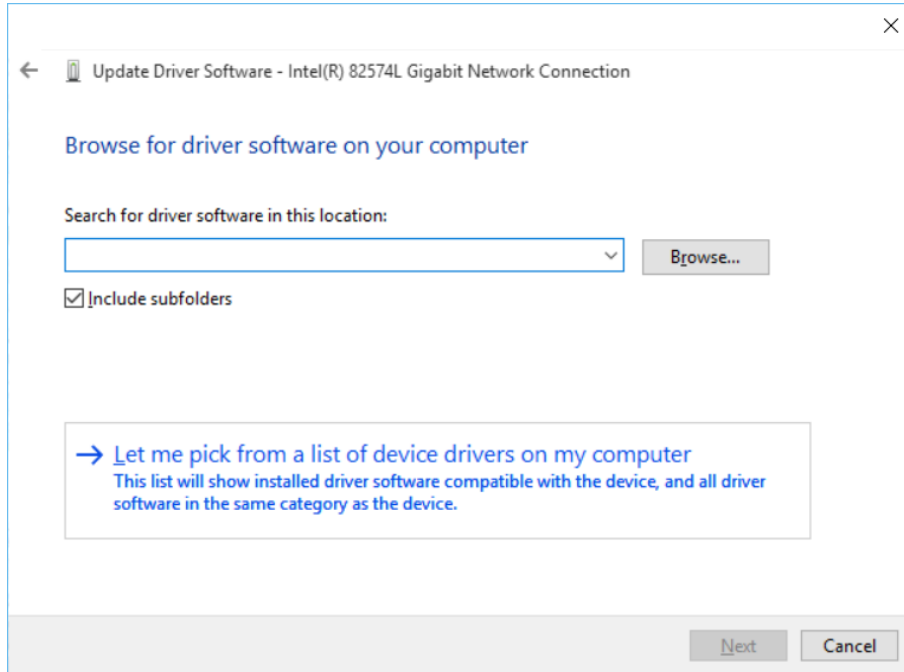 Update Driver Software - Intel(R) 82574L Gigabit Network Connection
Browse for driver software on your computer
Search for driver software in this location:
Browse...
Include subfolders
Let me pick from a list of device drivers on my computer
This list will show installed driver software compatible with the device, and all driver
software in the same category as the device.
Next
Cancel